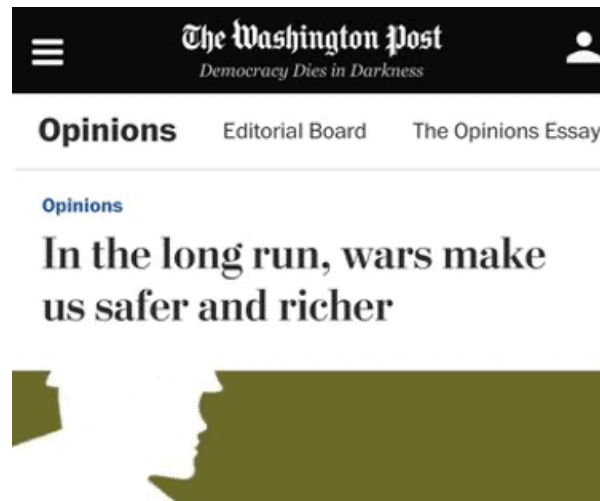 The Washington Post
Democracy Dies in Darkness
Opinions Editorial Board The Opinions Essay
Opinions
In the long run, wars make
us safer and richer